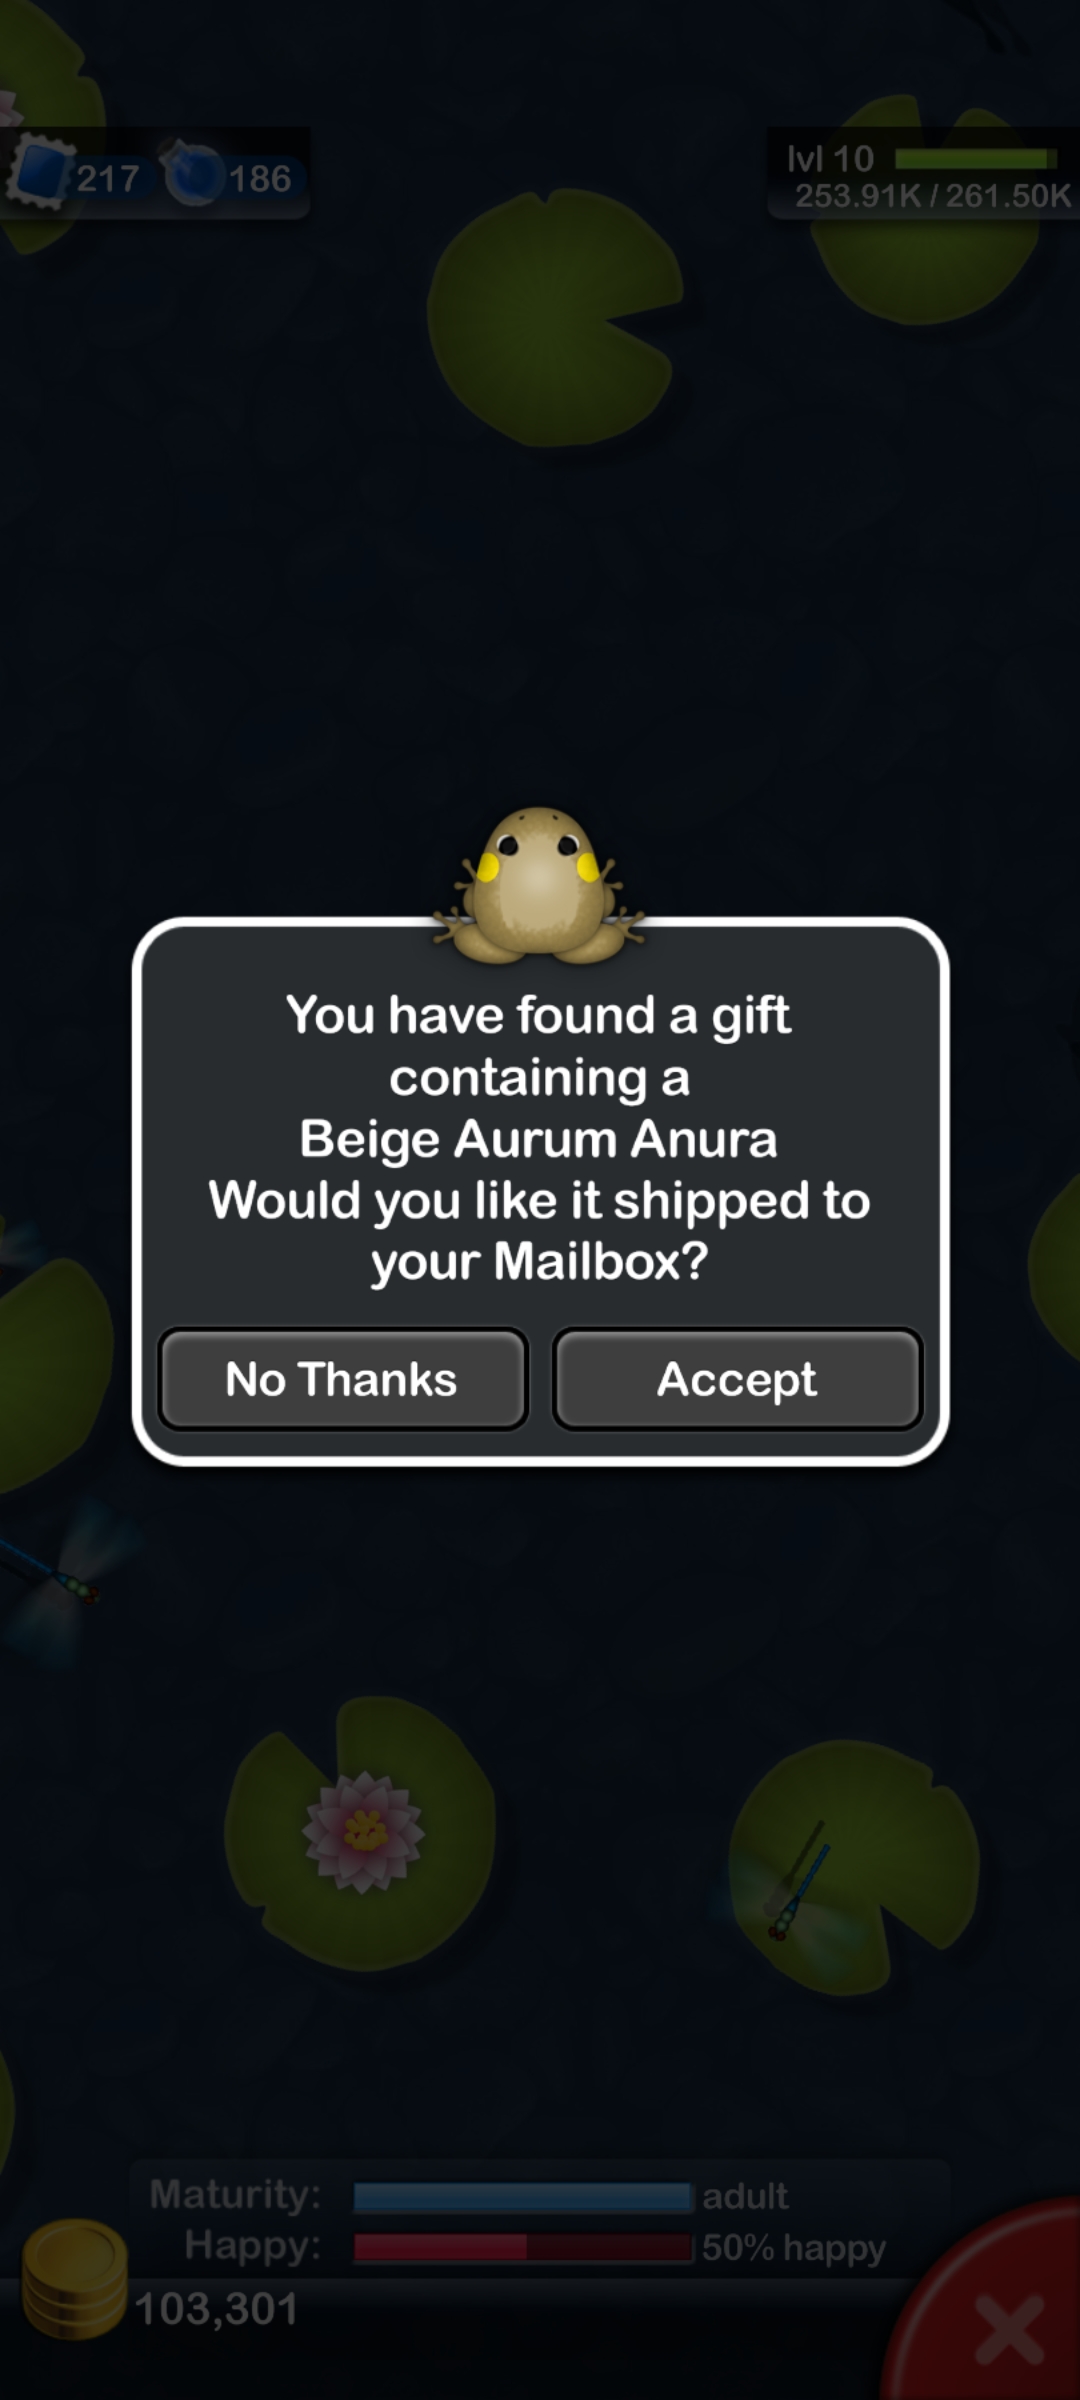 217 186
lvl 10
253.91K / 261.50K
You have found a gift
containing a
Beige Aurum Anura
Would you like it shipped to
your Mailbox?
No Thanks Accept
Maturity: adult
Happy: 50% happy
103,301